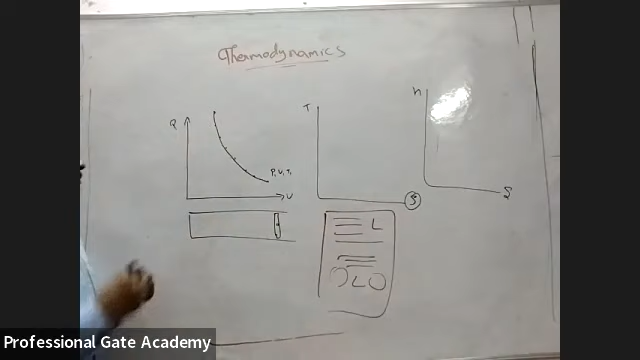 Thermodynamics
P
P, V, T,
V
T
S
h
S
L
Professional Gate Academy